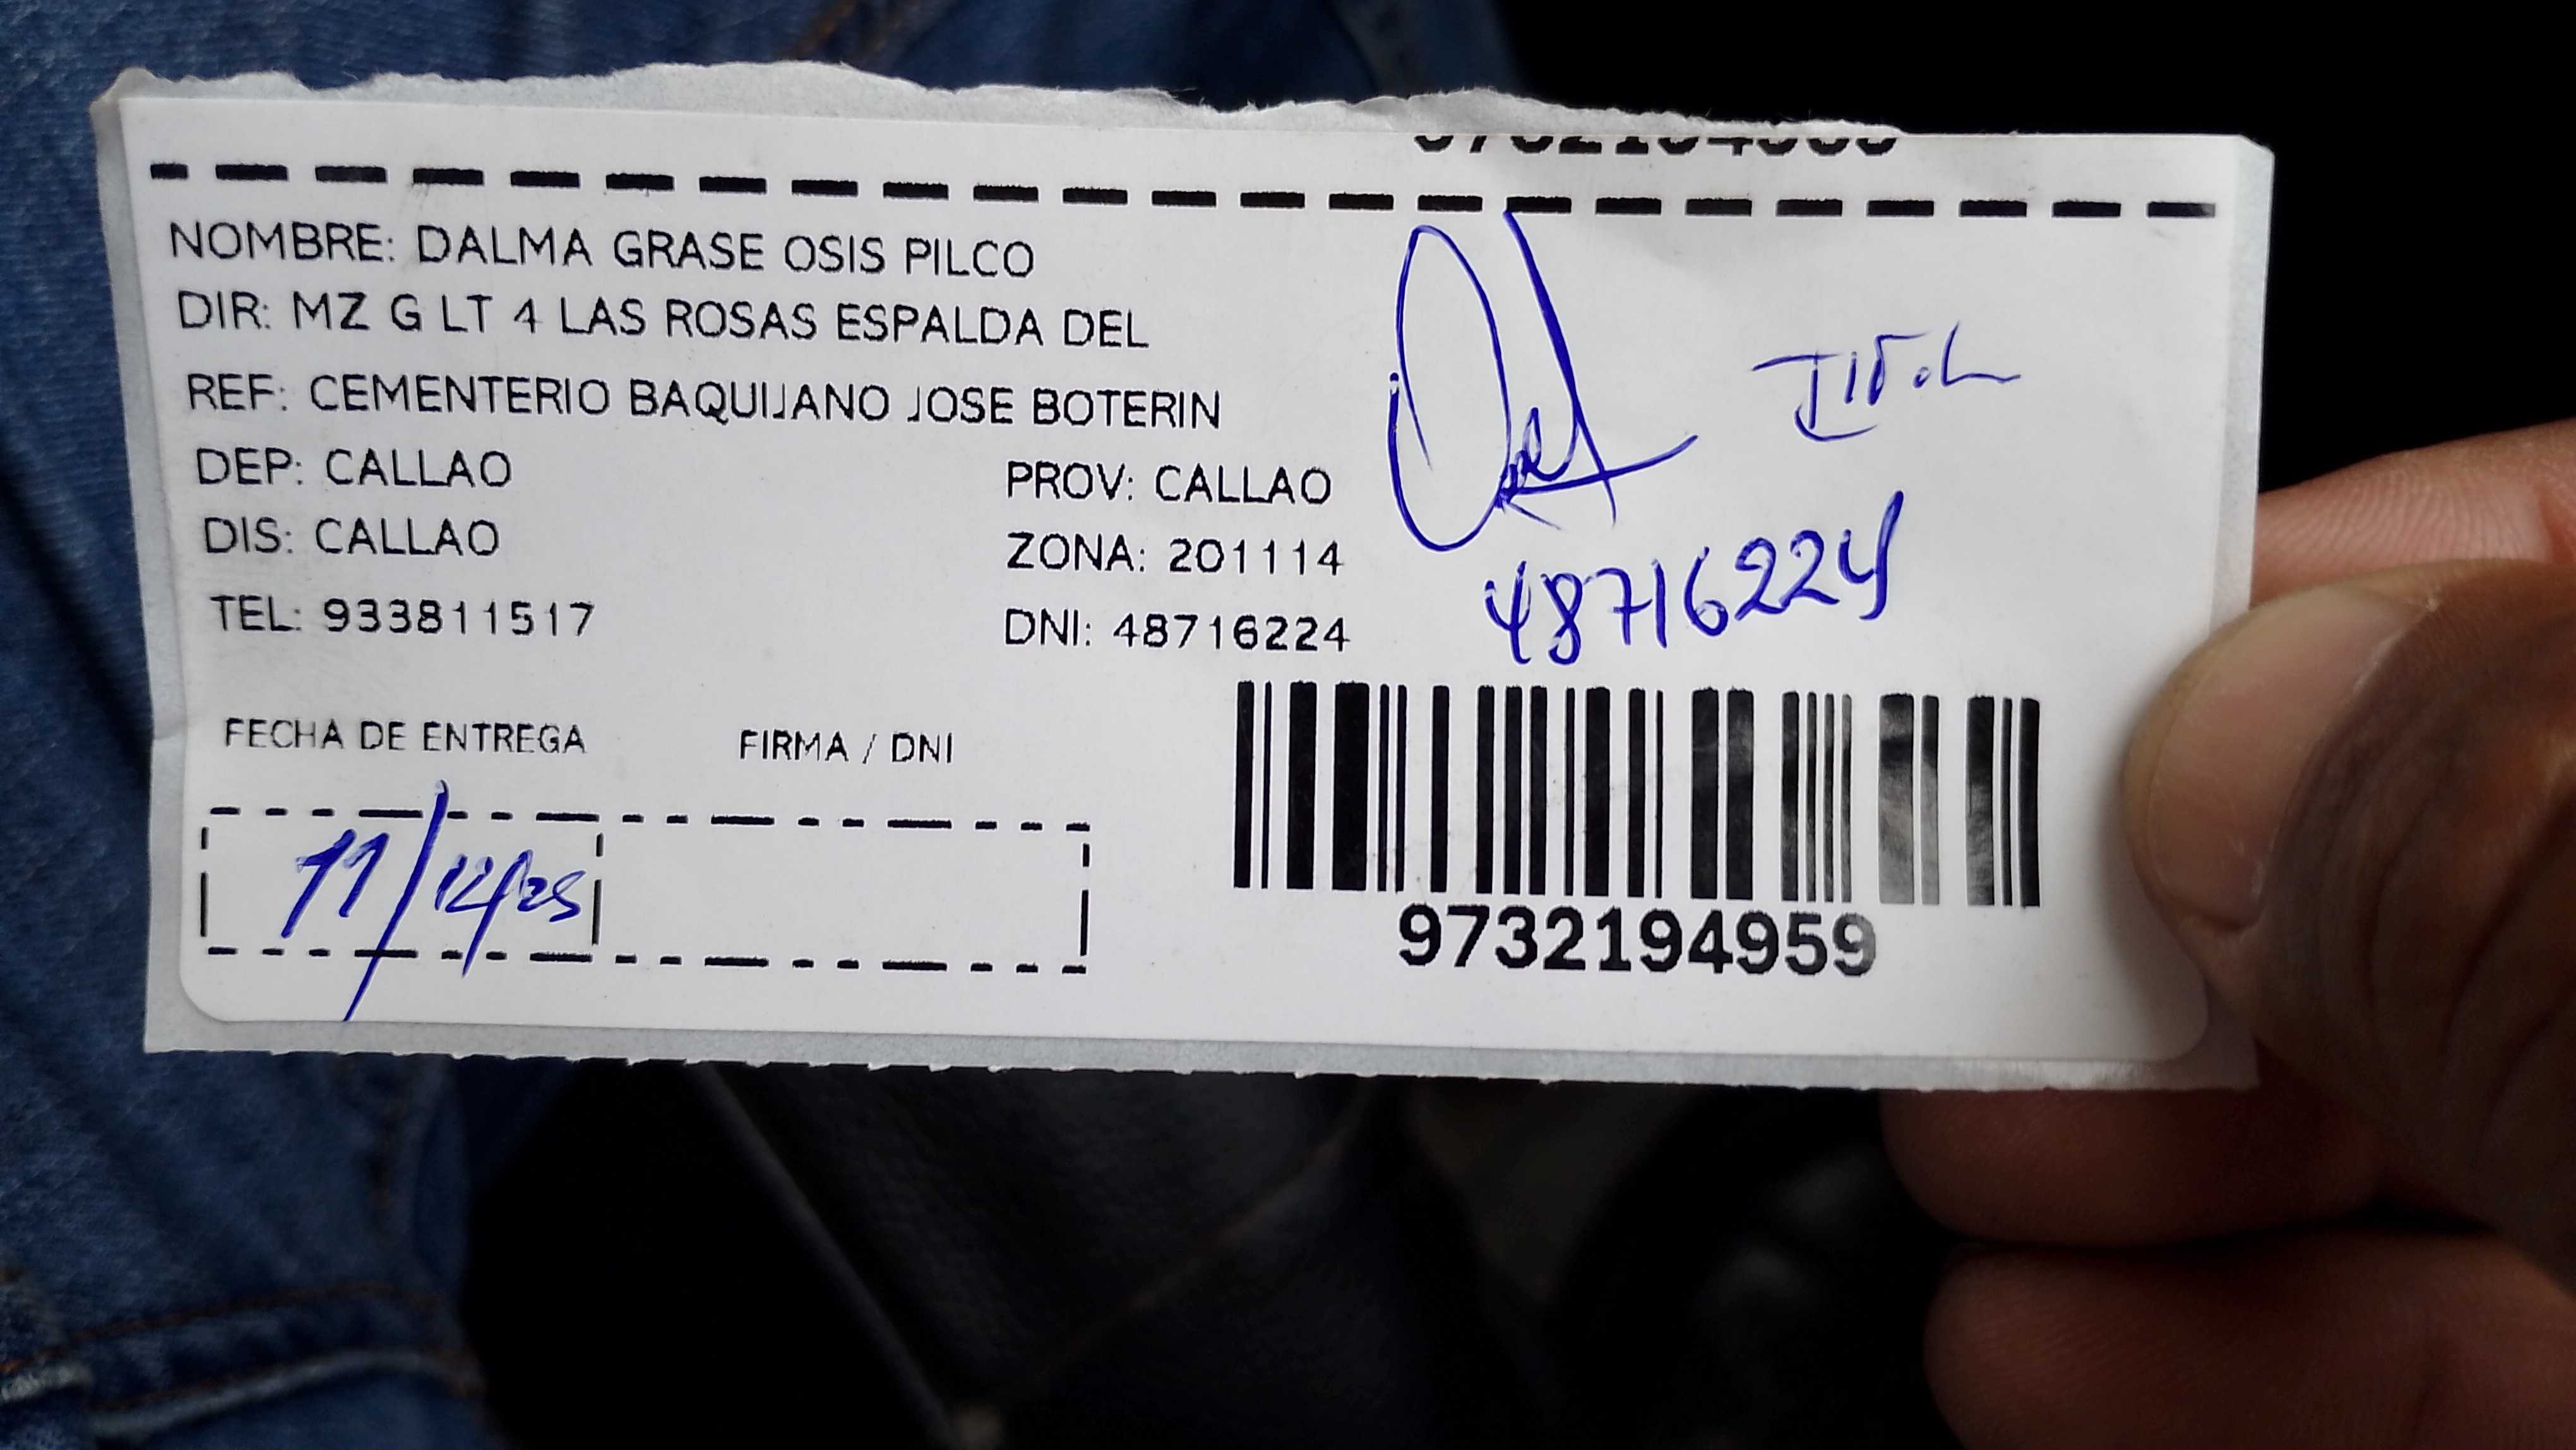 NOMBRE: DALMA GRASE OSIS PILCO
DIR: MZ G LT 4 LAS ROSAS ESPALDA DEL
REF: CEMENTERIO BAQUIJANO JOSE BOTERIN
DEP: CALLAO PROV: CALLAO
DIS: CALLAO ZONA: 201114
TEL: 933811517 DNI: 48716224
48716224
FECHA DE ENTREGA FIRMA / DNI
11/12/25
9732194959